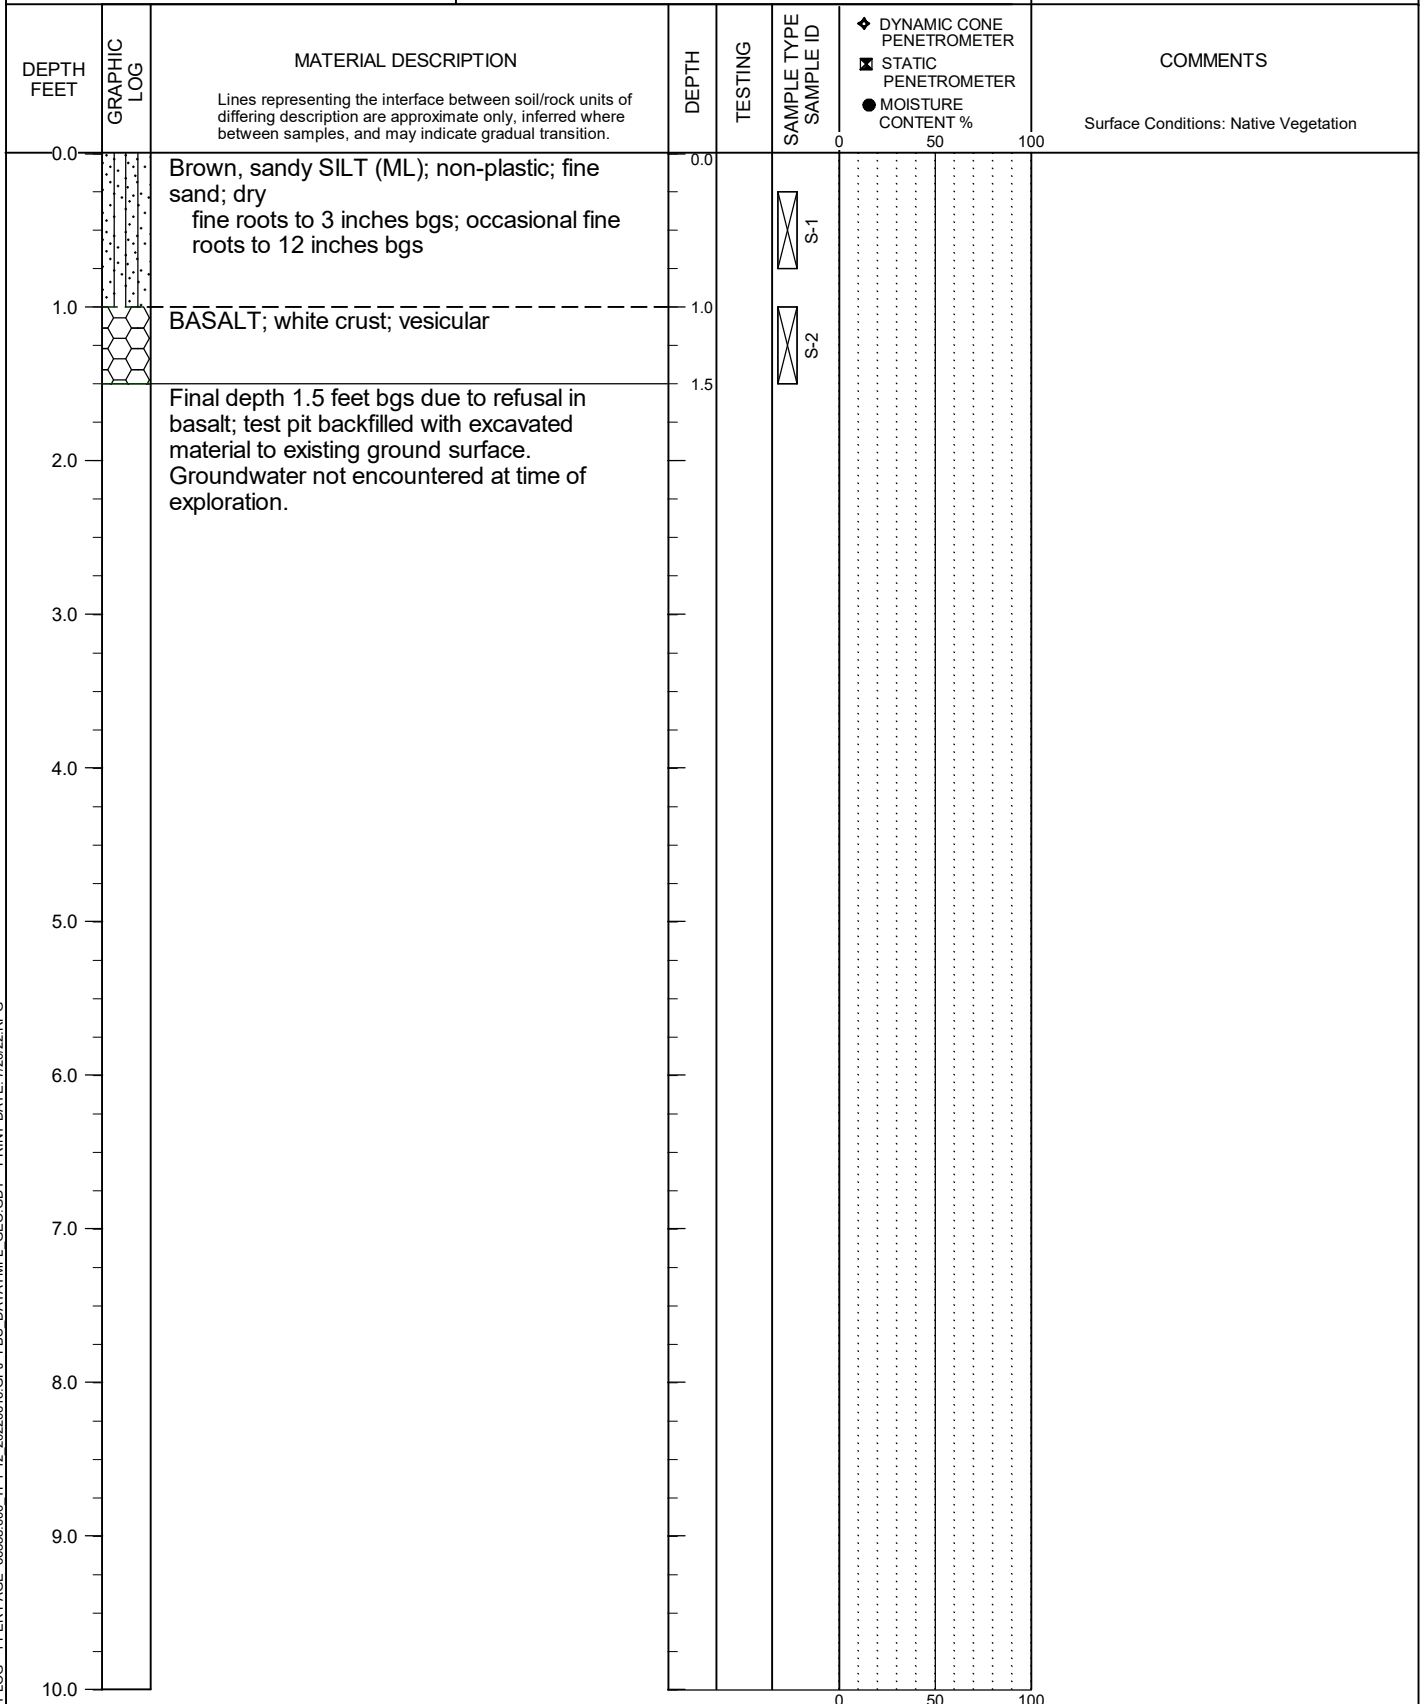 DEPTH
FEET
GRAPHIC
LOG
MATERIAL DESCRIPTION
Lines representing the interface between soil/rock units of
differing description are approximate only, inferred where
between samples, and may indicate gradual transition.
DEPTH
TESTING
SAMPLE TYPE
SAMPLE ID
DYNAMIC CONE
PENETROMETER
STATIC
PENETROMETER
MOISTURE
CONTENT %
0 50 100
COMMENTS
Surface Conditions: Native Vegetation
0.0
Brown, sandy SILT (ML); non-plastic; fine
sand; dry
fine roots to 3 inches bgs; occasional fine
roots to 12 inches bgs
0.0
S-1
1.0
BASALT; white crust; vesicular
1.0
S-2
1.5
Final depth 1.5 feet bgs due to refusal in
basalt; test pit backfilled with excavated
material to existing ground surface.
Groundwater not encountered at time of
exploration.
2.0
3.0
4.0
5.0
6.0
7.0
8.0
9.0
10.0
0 50 100